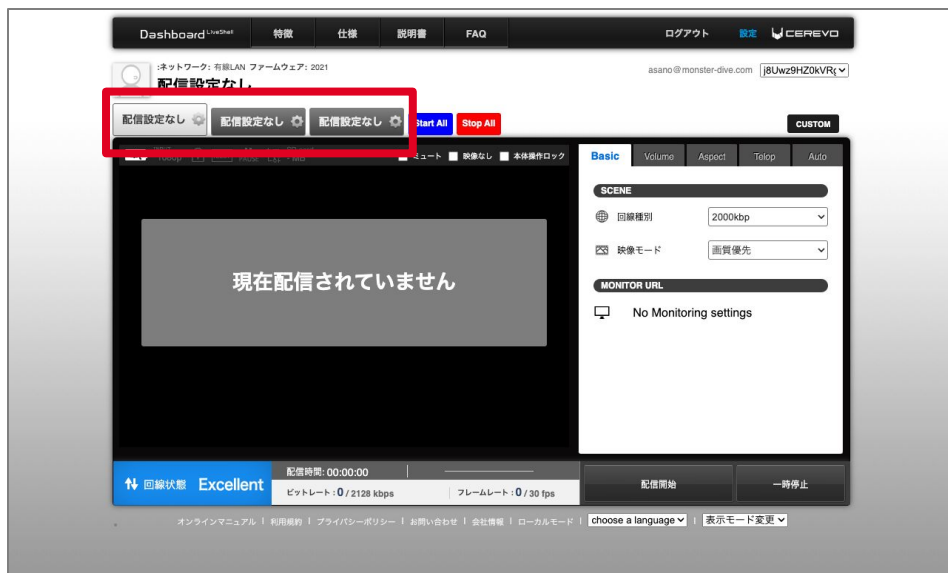 Dashboard LiveShell 特徴 仕様 説明書 FAQ ログアウト 設定 CEREVO
:ネットワーク: 有線LAN ファームウェア: 2021 asano@monster-dive.com
配信設定なし
配信設定なし 配信設定なし 配信設定なし Start All Stop All CUSTOM
ミュート 映像なし 本体操作ロック Basic Volume Aspect Telop Auto
SCENE
回線種別 2000kbp
映像モード 画質優先
現在配信されていません
MONITOR URL
No Monitoring settings
回線状態 Excellent
配信時間: 00:00:00
ビットレート : 0 / 2128 kbps フレームレート : 0 / 30 fps
配信開始 一時停止
オンラインマニュアル | 利用規約 | プライバシーポリシー | お問い合わせ | 会社情報 | ローカルモード | choose a language | 表示モード変更